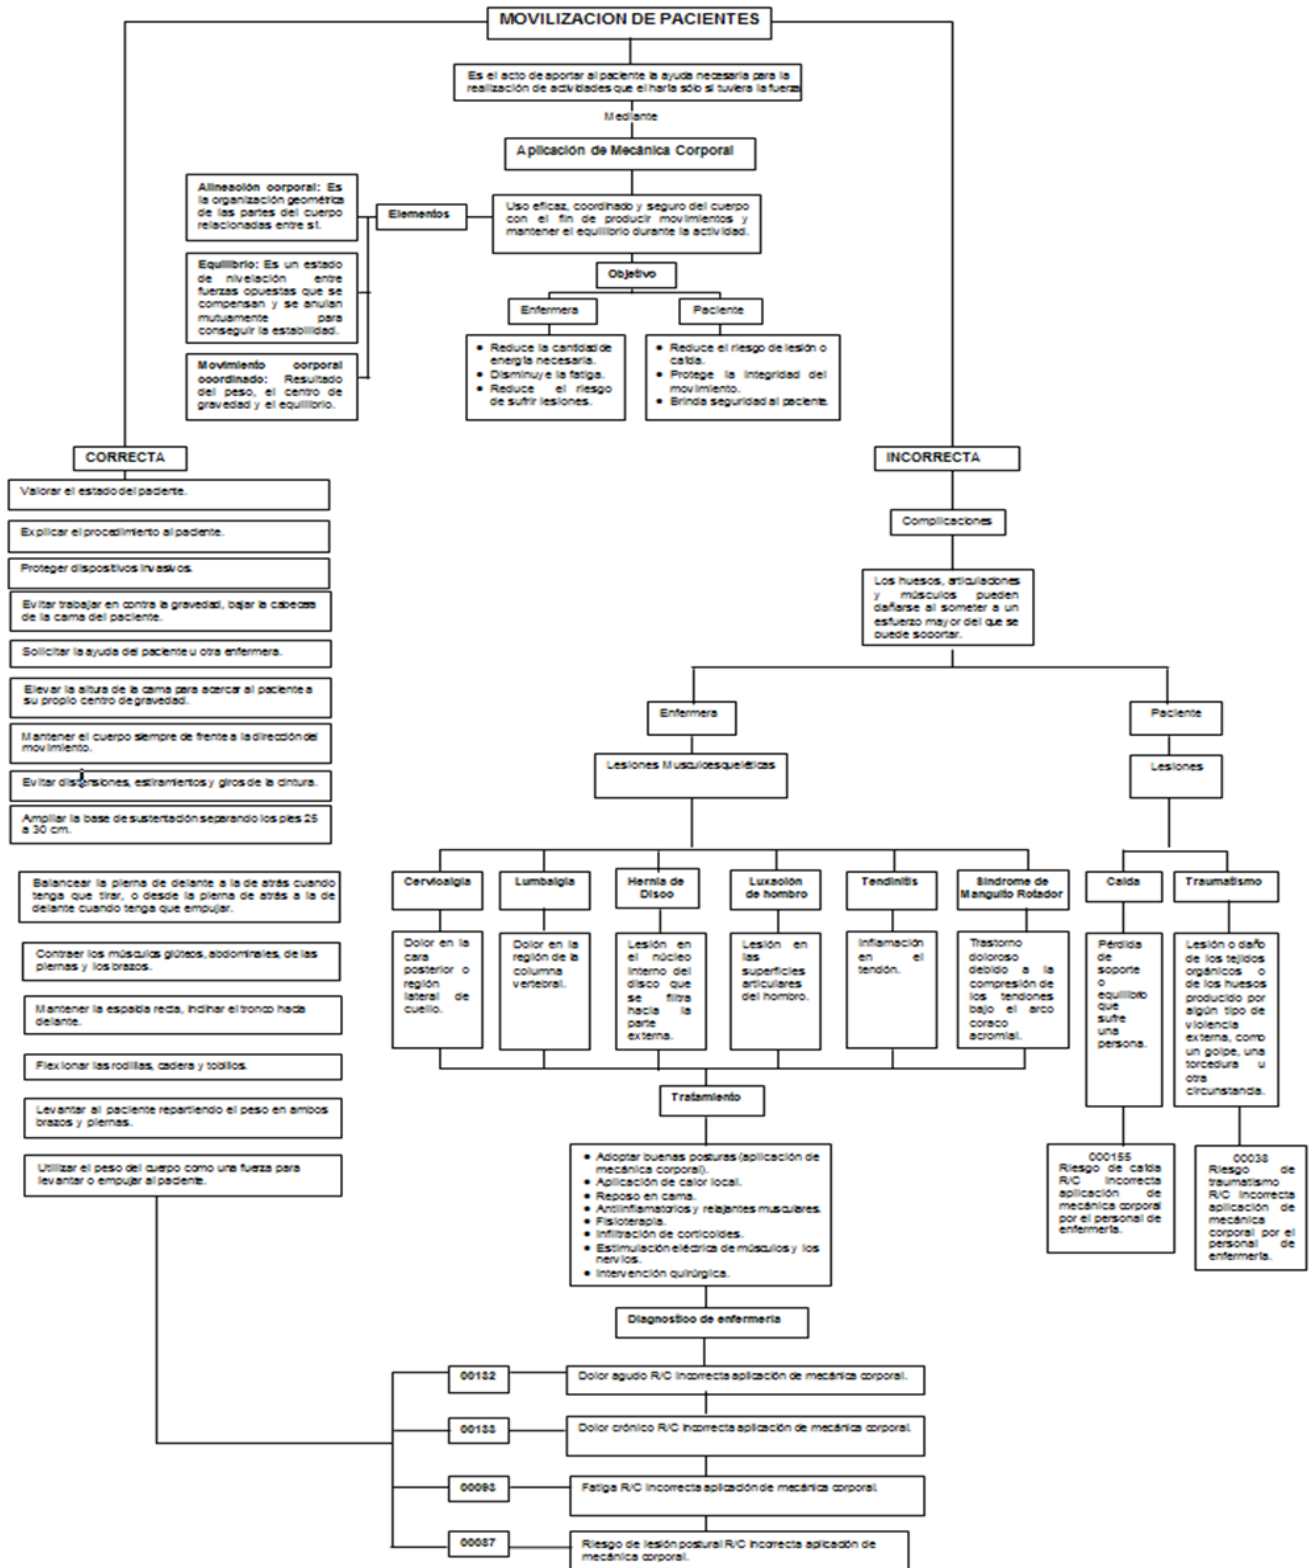 MOVILIZACION DE PACIENTES
Es el acto de aportar al paciente la ayuda necesaria para la
realización de actividades que el haría sólo si tuviera la fuerza
Mediante
Aplicación de Mecánica Corporal
Uso eficaz, coordinado y seguro del cuerpo
con el fin de producir movimientos y
mantener el equilibrio durante la actividad.
Elementos
Alineación corporal: Es
la organización geométrica
de las partes del cuerpo
relacionadas entre sí.
Equilibrio: Es un estado
de nivelación entre
fuerzas opuestas que se
compensan y se anulan
mutuamente para
conseguir la estabilidad.
Movimiento corporal
coordinado: Resultado
del peso, el centro de
gravedad y el equilibrio.
Objetivo
Enfermera
Paciente
• Reduce la cantidad de
energía necesaria.
• Disminuye la fatiga.
• Reduce el riesgo
de sufrir lesiones.
• Reduce el riesgo de lesión o
caída.
• Protege la integridad del
movimiento.
• Brinda seguridad al paciente.
CORRECTA
Valorar el estado del paciente.
Explicar el procedimiento al paciente.
Proteger dispositivos invasivos.
Evitar trabajar en contra la gravedad, bajar la cabecera
de la cama del paciente.
Solicitar la ayuda del paciente u otra enfermera.
Elevar la altura de la cama para acercar al paciente a
su propio centro de gravedad.
Mantener el cuerpo siempre de frente a la dirección del
movimiento.
Evitar distensiones, estiramientos y giros de la cintura.
Ampliar la base de sustentación separando los pies 25
a 30 cm.
Balancear la pierna de delante a la de atrás cuando
tenga que tirar, o desde la pierna de atrás a la de
delante cuando tenga que empujar.
Contraer los músculos glúteos, abdominales, de las
piernas y los brazos.
Mantener la espalda recta, inclinar el tronco hacia
delante.
Flexionar las rodillas, cadera y tobillos.
Levantar al paciente repartiendo el peso en ambos
brazos y piernas.
Utilizar el peso del cuerpo como una fuerza para
levantar o empujar al paciente.
INCORRECTA
Complicaciones
Los huesos, articulaciones
y músculos pueden
dañarse al someter a un
esfuerzo mayor del que se
puede soportar.
Enfermera
Paciente
Lesiones Musculoesqueléticas
Lesiones
Cervicalgia
Lumbalgia
Hernia de
Disco
Luxación
de hombro
Tendinitis
Síndrome de
Manguito Rotador
Caída
Traumatismo
Dolor en la
cara
posterior o
región
lateral de
cuello.
Dolor en la
región de la
columna
vertebral.
Lesión en
el núcleo
interno del
disco que
se filtra
hacia la
parte
externa.
Lesión en
las
superficies
articulares
del hombro.
Inflamación
en el
tendón.
Trastorno
doloroso
debido a la
compresión de
los tendones
bajo el arco
coraco
acromial.
Pérdida
de
soporte
o
equilibrio
que
sufre
una
persona.
Lesión o daño
de los tejidos
orgánicos o
de los huesos
producido por
algún tipo de
violencia
externa, como
un golpe, una
torcedura u
otra
circunstancia.
Tratamiento
• Adoptar buenas posturas (aplicación de
mecánica corporal).
• Aplicación de calor local.
• Reposo en cama.
• Antiinflamatorios y relajantes musculares.
• Fisioterapia.
• Infiltración de corticoides.
• Estimulación eléctrica de músculos y los
nervios.
• Intervención quirúrgica.
000155
Riesgo de caída
R/C Incorrecta
aplicación de
mecánica corporal
por el personal de
enfermería.
00038
Riesgo de
traumatismo
R/C Incorrecta
aplicación de
mecánica
corporal por el
personal de
enfermería.
Diagnostico de enfermería
00132
Dolor agudo R/C Incorrecta aplicación de mecánica corporal.
00133
Dolor crónico R/C Incorrecta aplicación de mecánica corporal.
00093
Fatiga R/C Incorrecta aplicación de mecánica corporal.
00087
Riesgo de lesión postural R/C Incorrecta aplicación de
mecánica corporal.